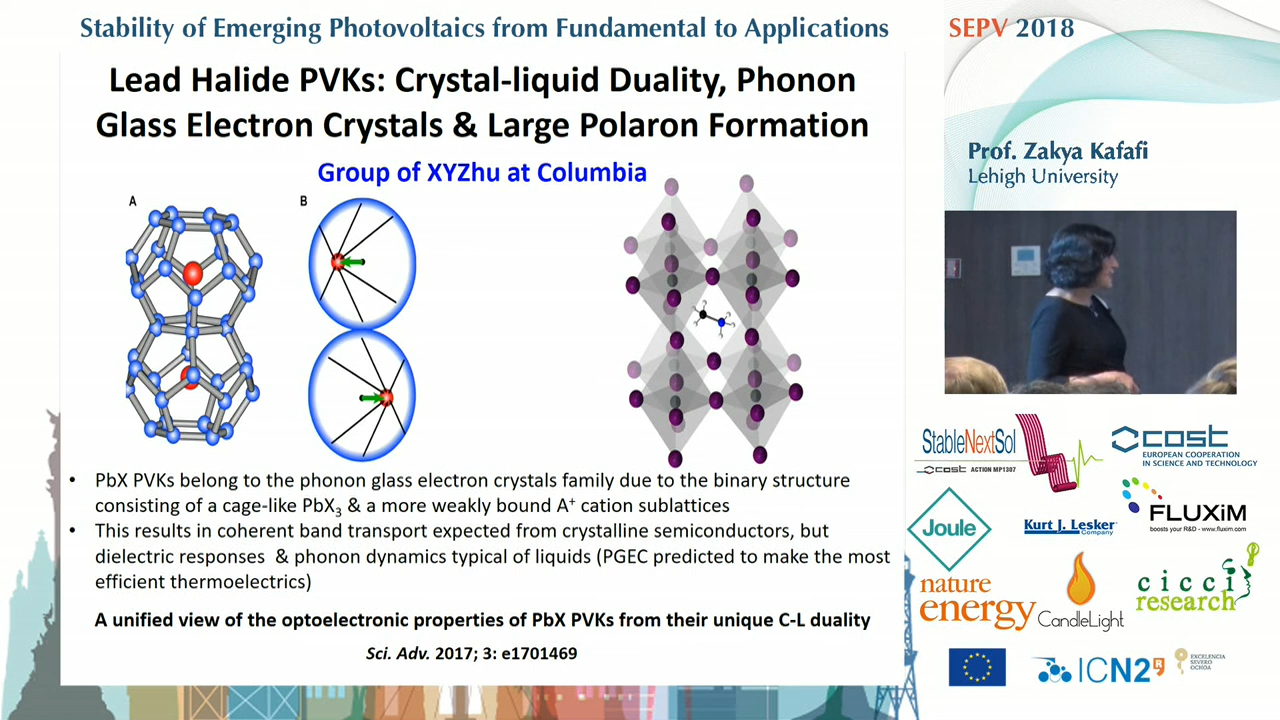 Stability of Emerging Photovoltaics from Fundamental to Applications
SEPV 2018
Lead Halide PVKs: Crystal-liquid Duality, Phonon
Glass Electron Crystals & Large Polaron Formation
Group of XYZhu at Columbia
A
B
• PbX PVKs belong to the phonon glass electron crystals family due to the binary structure
consisting of a cage-like PbX₃ & a more weakly bound A⁺ cation sublattices
• This results in coherent band transport expected from crystalline semiconductors, but
dielectric responses & phonon dynamics typical of liquids (PGEC predicted to make the most
efficient thermoelectrics)
A unified view of the optoelectronic properties of PbX PVKs from their unique C-L duality
Sci. Adv. 2017; 3: e1701469
Prof. Zakya Kafafi
Lehigh University
StableNextSol
cost ACTION MP1307
cost
EUROPEAN COOPERATION
IN SCIENCE AND TECHNOLOGY
Joule
Kurt J. Lesker
Company
FLUXiM
boosts your R&D - www.fluxim.com
nature
energy
CandleLight
cicci
research
ICN2
EXCELENCIA
SEVERO
OCHOA